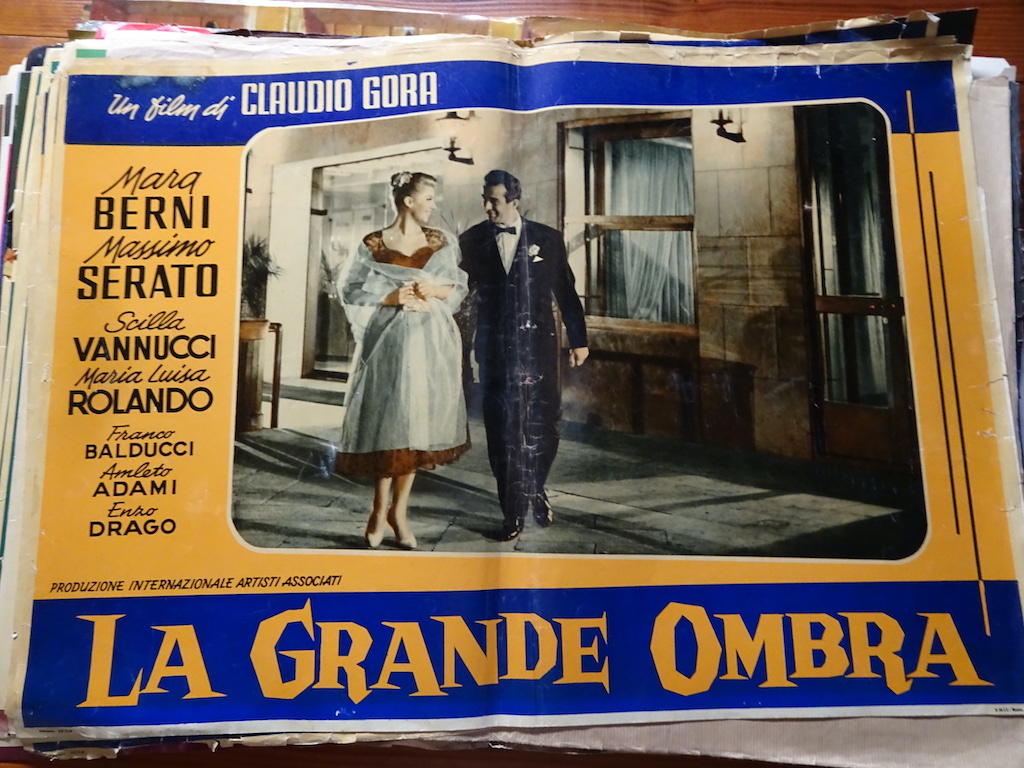 Un film di CLAUDIO GORA
Mara
BERNI
Massimo
SERATO
Scilla
VANNUCCI
Maria Luisa
ROLANDO
Franco
BALDUCCI
Amleto
ADAMI
Enzo
DRAGO
PRODUZIONE INTERNAZIONALE ARTISTI ASSOCIATI
LA GRANDE OMBRA